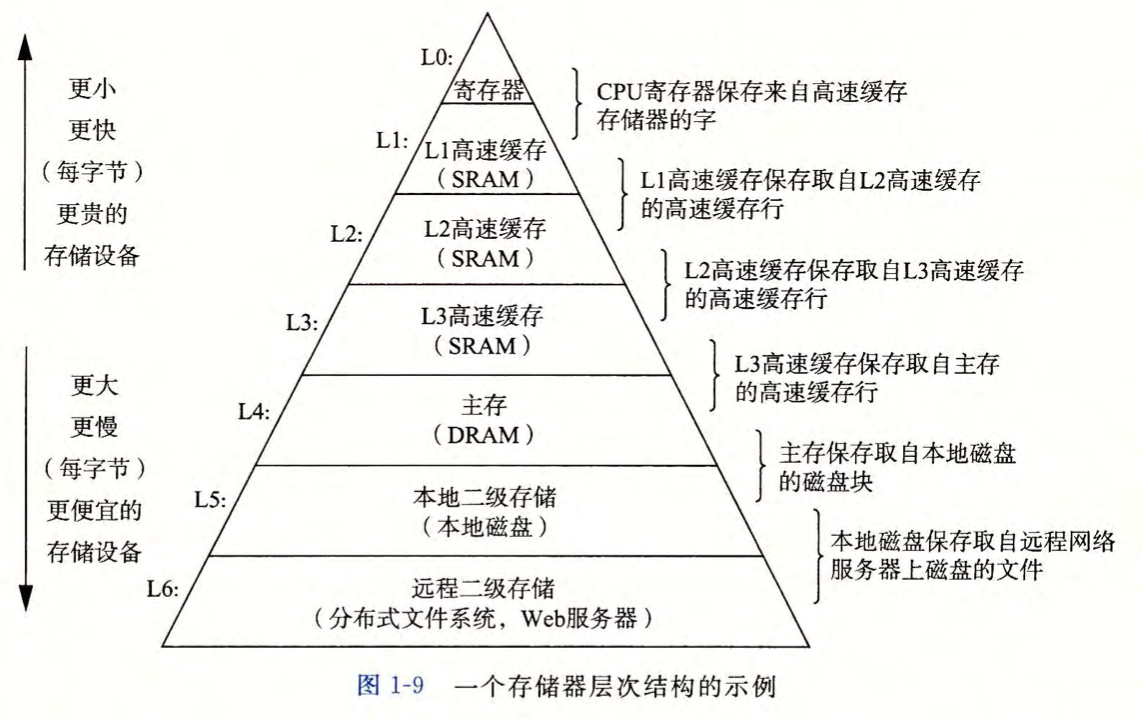 更小
更快
（每字节）
更贵的
存储设备
更大
更慢
（每字节）
更便宜的
存储设备
L0:
寄存器
CPU寄存器保存来自高速缓存
存储器的字
L1:
L1高速缓存
（SRAM）
L1高速缓存保存取自L2高速缓存
的高速缓存行
L2:
L2高速缓存
（SRAM）
L2高速缓存保存取自L3高速缓存
的高速缓存行
L3:
L3高速缓存
（SRAM）
L3高速缓存保存取自主存
的高速缓存行
L4:
主存
（DRAM）
主存保存取自本地磁盘
的磁盘块
L5:
本地二级存储
（本地磁盘）
本地磁盘保存取自远程网络
服务器上磁盘的文件
L6:
远程二级存储
（分布式文件系统，Web服务器）
图 1-9 一个存储器层次结构的示例